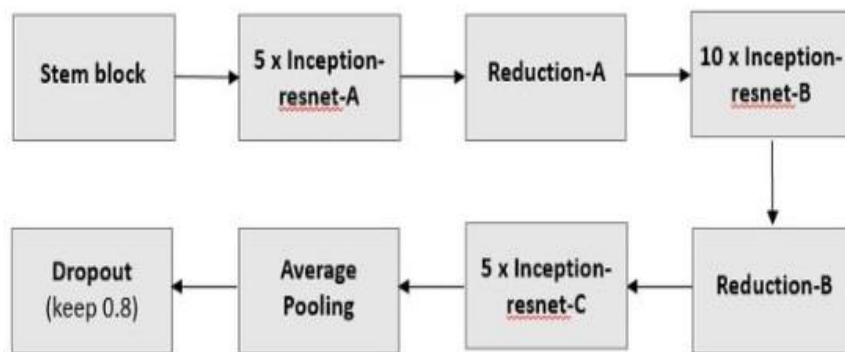 Stem block
5 x Inception-
resnet-A
Reduction-A
10 x Inception-
resnet-B
Reduction-B
5 x Inception-
resnet-C
Average
Pooling
Dropout
(keep 0.8)